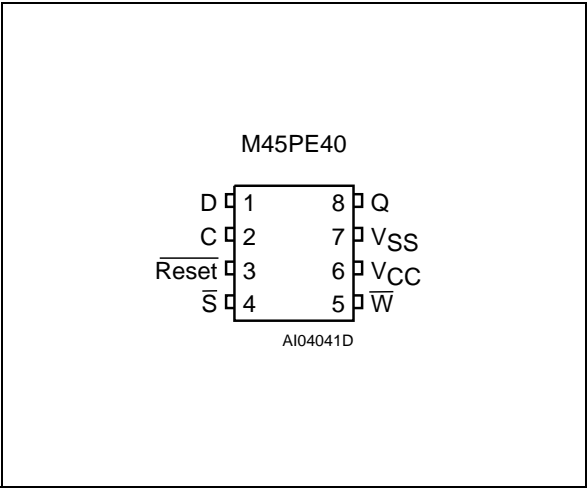 M45PE40
D 1 8 Q
C 2 7 VSS
Reset 3 6 VCC
S 4 5 W
AI04041D